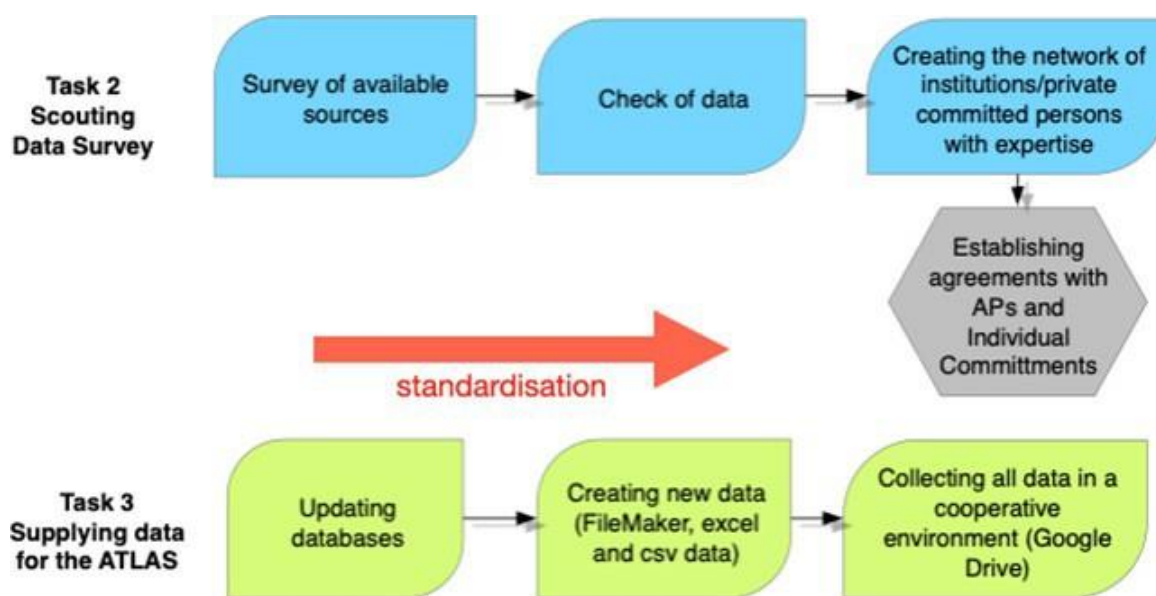 Task 2
Scouting
Data Survey
Survey of available
sources
Check of data
Creating the network of
institutions/private
committed persons
with expertise
Establishing
agreements with
APs and
Individual
Committments
standardisation
Task 3
Supplying data
for the ATLAS
Updating
databases
Creating new data
(FileMaker, excel
and csv data)
Collecting all data in a
cooperative
environment (Google
Drive)